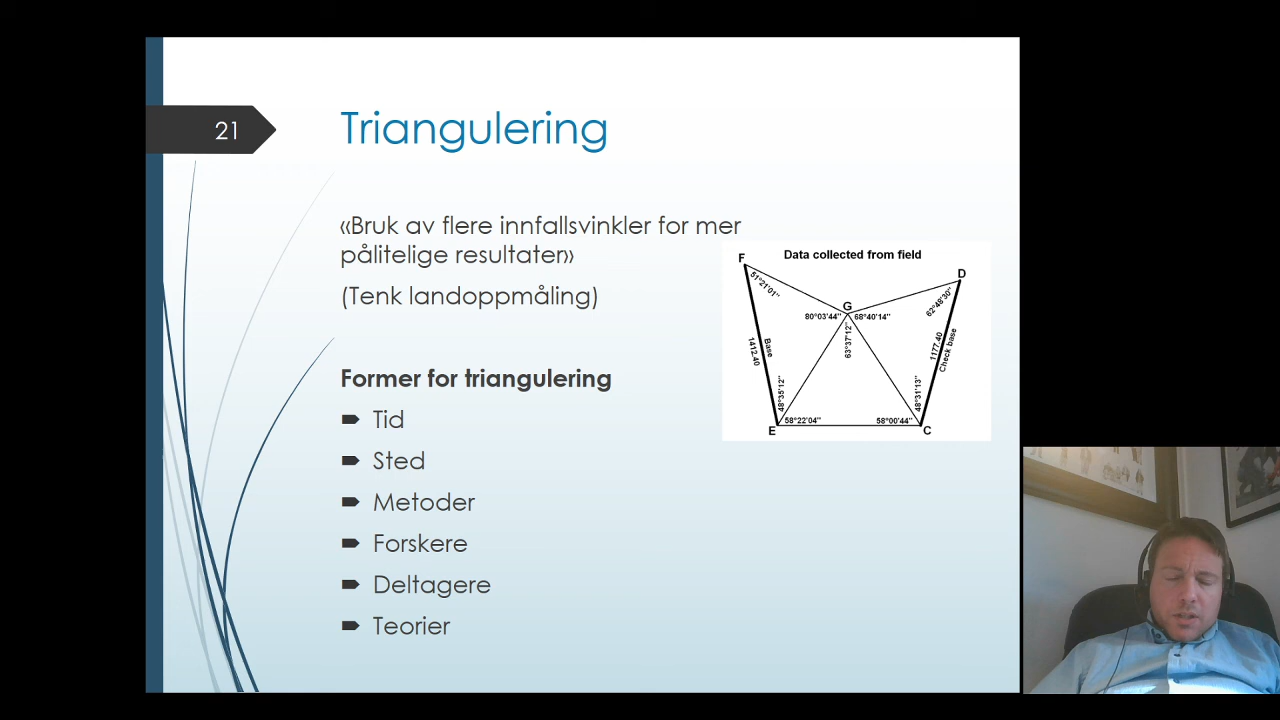 21
Triangulering
«Bruk av flere innfallsvinkler for mer
pålitelige resultater»
(Tenk landoppmåling)
Data collected from field
F
D
51°21'01"
62°48'30"
G
80°03'44"
68°40'14"
63°37'12"
1412.40
Base
1177.40
Check base
48°35'12"
48°31'13"
58°22'04"
58°00'44"
E
C
Former for triangulering
Tid
Sted
Metoder
Forskere
Deltagere
Teorier